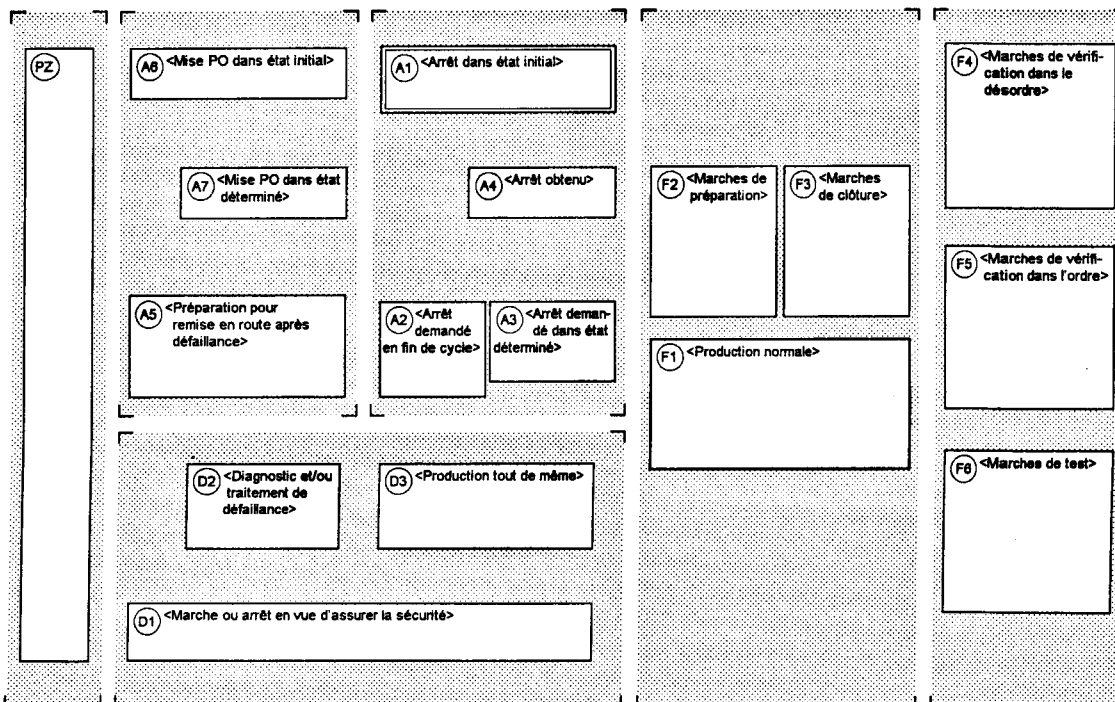 PZ
A6 <Mise PO dans état initial>
A7 <Mise PO dans état
déterminé>
A5 <Préparation pour
remise en route après
défaillance>
A1 <Arrêt dans état initial>
A4 <Arrêt obtenu>
A2 <Arrêt
demandé
en fin de cycle>
A3 <Arrêt deman-
dé dans état
déterminé>
D2 <Diagnostic et/ou
traitement de
défaillance>
D3 <Production tout de même>
D1 <Marche ou arrêt en vue d'assurer la sécurité>
F2 <Marches de
préparation>
F3 <Marches
de clôture>
F1 <Production normale>
F4 <Marches de vérifi-
cation dans le
désordre>
F5 <Marches de vérifi-
cation dans l'ordre>
F6 <Marches de test>